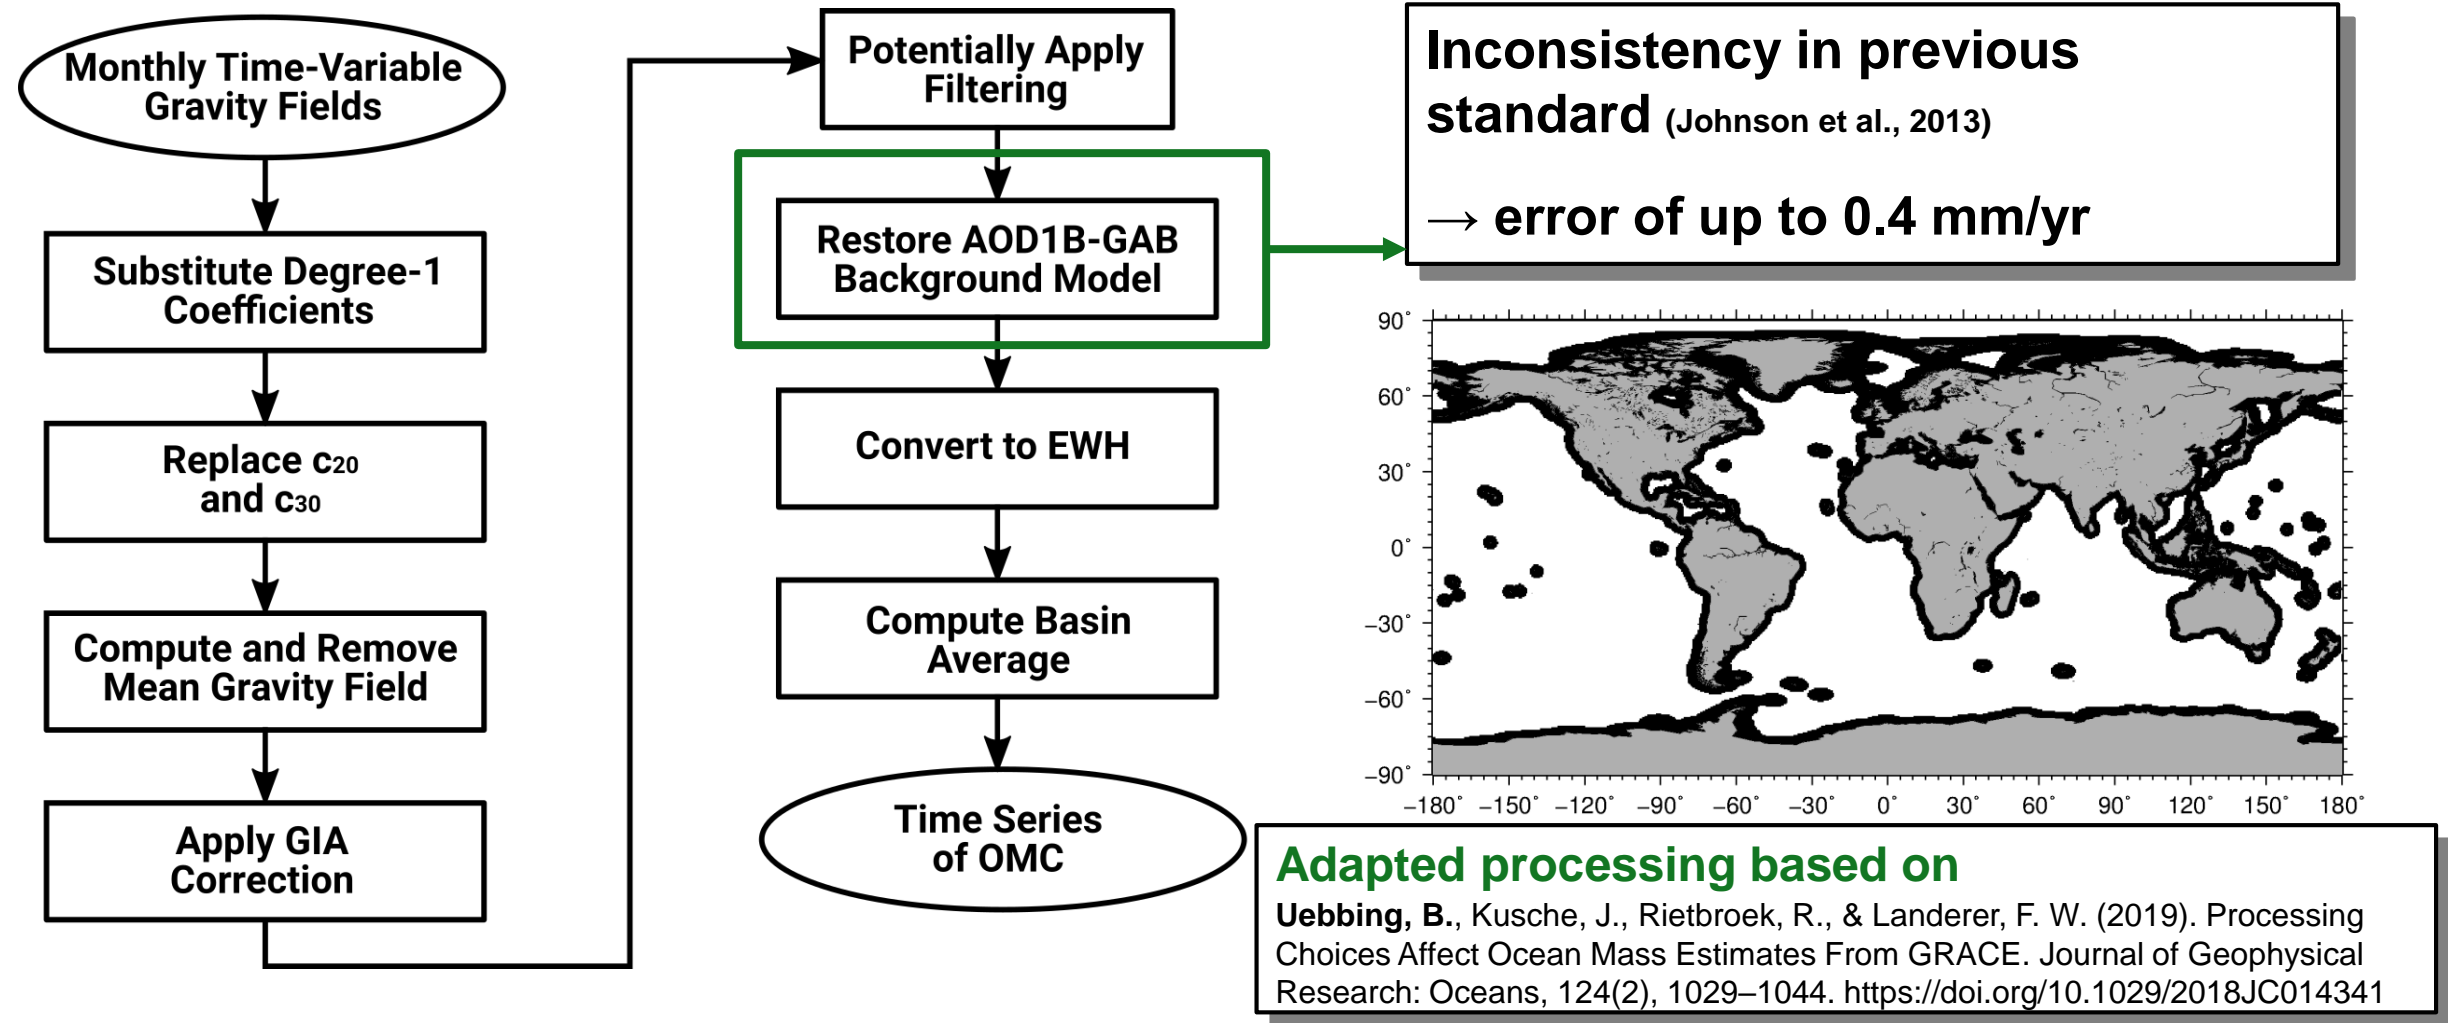 Monthly Time-Variable
Gravity Fields
Substitute Degree-1
Coefficients
Replace c20
and c30
Compute and Remove
Mean Gravity Field
Apply GIA
Correction
Potentially Apply
Filtering
Restore AOD1B-GAB
Background Model
Convert to EWH
Compute Basin
Average
Time Series
of OMC
Inconsistency in previous
standard (Johnson et al., 2013)
→ error of up to 0.4 mm/yr
90°
60°
30°
0°
−30°
−60°
−90°
−180° −150° −120° −90° −60° −30° 0° 30° 60° 90° 120° 150° 180°
Adapted processing based on
Uebbing, B., Kusche, J., Rietbroek, R., & Landerer, F. W. (2019). Processing
Choices Affect Ocean Mass Estimates From GRACE. Journal of Geophysical
Research: Oceans, 124(2), 1029–1044. https://doi.org/10.1029/2018JC014341